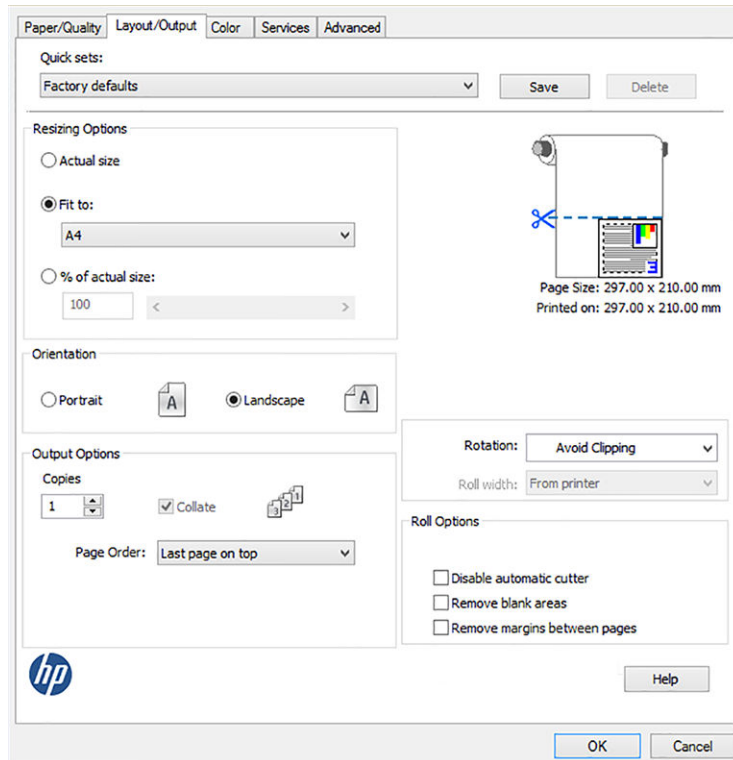 Paper/Quality Layout/Output Color Services Advanced
Quick sets:
Factory defaults
Save
Delete
Resizing Options
Actual size
Fit to:
A4
% of actual size:
100
Page Size: 297.00 x 210.00 mm
Printed on: 297.00 x 210.00 mm
Orientation
Portrait
A
Landscape
A
Rotation: Avoid Clipping
Roll width: From printer
Output Options
Copies
1
Collate
3 2 1
Page Order: Last page on top
Roll Options
Disable automatic cutter
Remove blank areas
Remove margins between pages
hp
Help
OK
Cancel